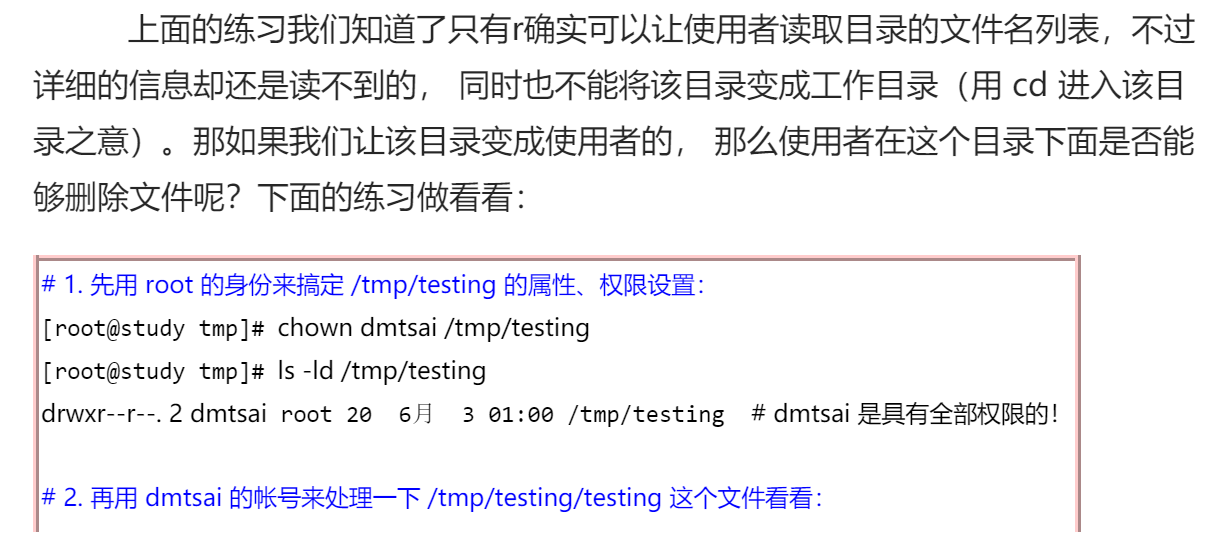 上面的练习我们知道了只有r确实可以让使用者读取目录的文件名列表，不过
详细的信息却还是读不到的， 同时也不能将该目录变成工作目录（用 cd 进入该目
录之意）。那如果我们让该目录变成使用者的， 那么使用者在这个目录下面是否能
够删除文件呢？下面的练习做看看：
# 1. 先用 root 的身份来搞定 /tmp/testing 的属性、权限设置：
[root@study tmp]# chown dmtsai /tmp/testing
[root@study tmp]# ls -ld /tmp/testing
drwxr--r--. 2 dmtsai root 20 6月 3 01:00 /tmp/testing # dmtsai 是具有全部权限的！
# 2. 再用 dmtsai 的帐号来处理一下 /tmp/testing/testing 这个文件看看：